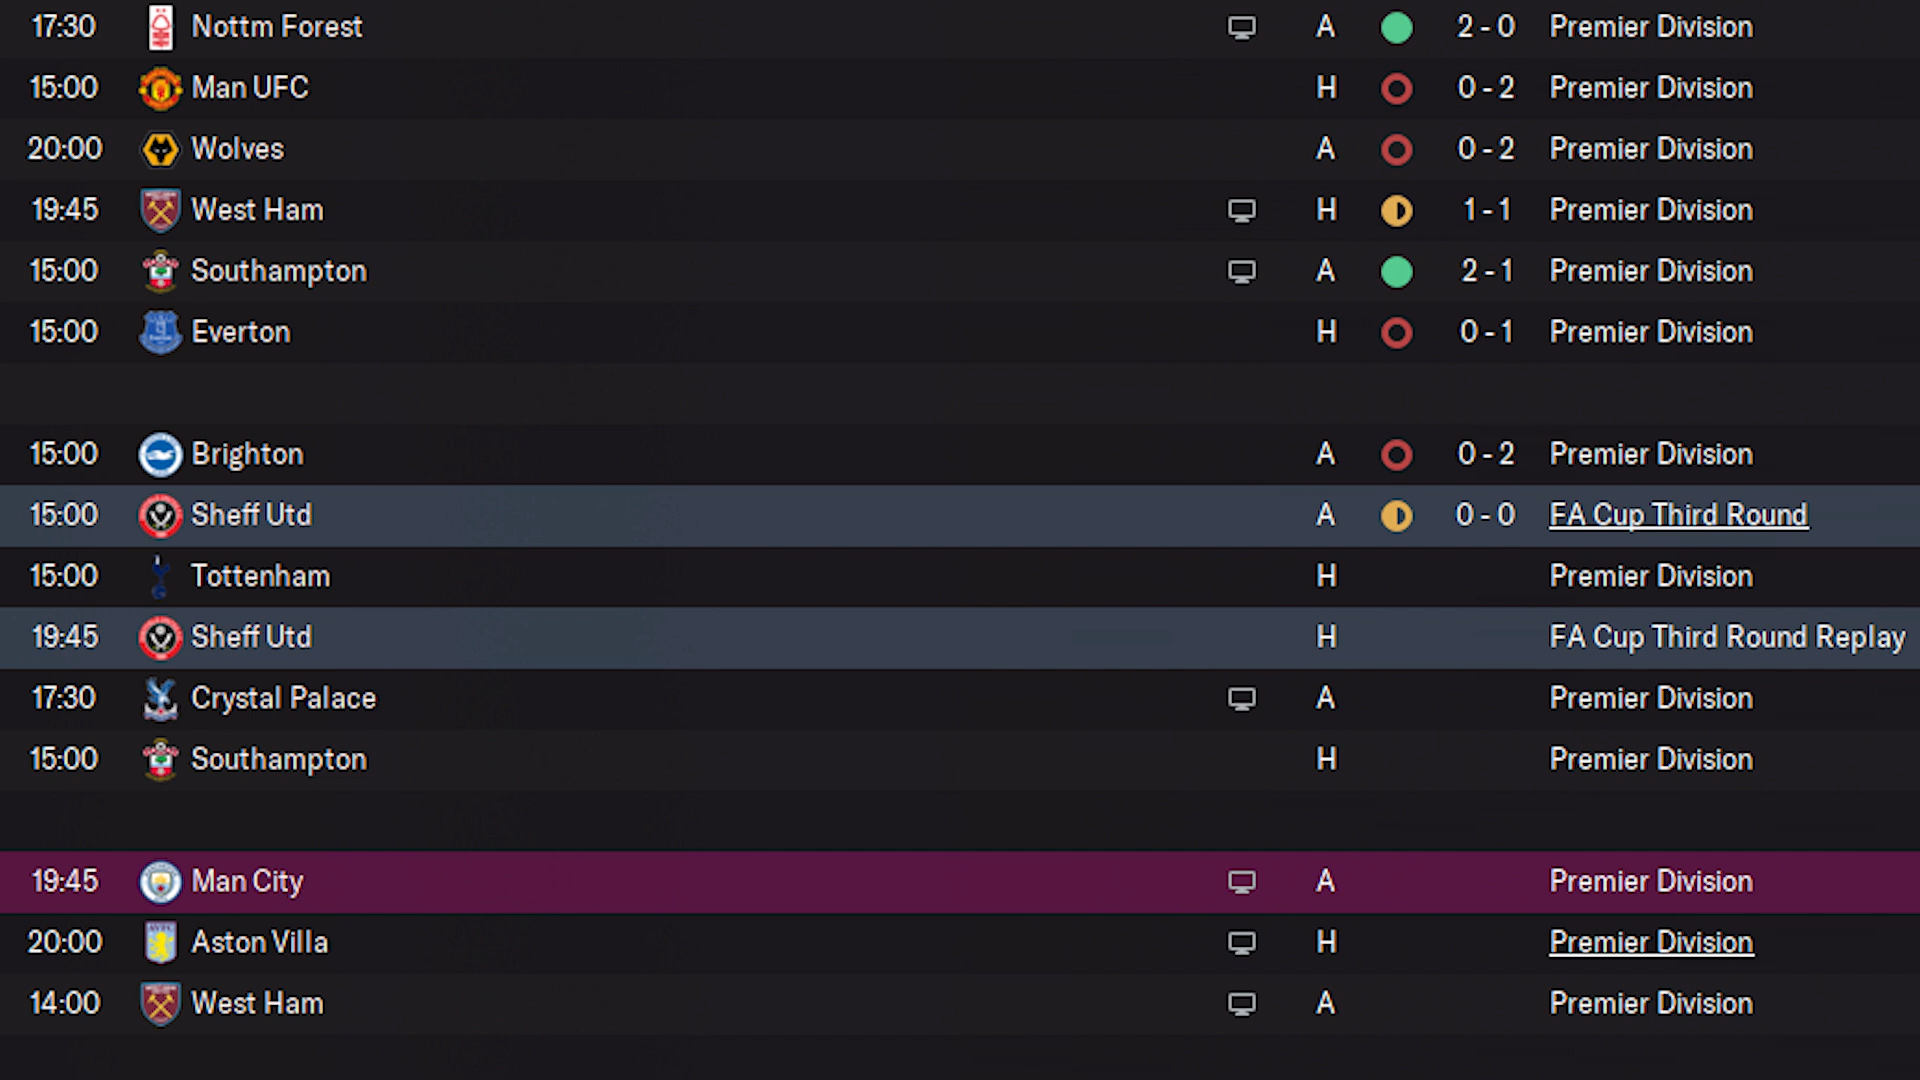 17:30 Nottm Forest A 2 - 0 Premier Division
15:00 Man UFC H 0 - 2 Premier Division
20:00 Wolves A 0 - 2 Premier Division
19:45 West Ham H 1 - 1 Premier Division
15:00 Southampton A 2 - 1 Premier Division
15:00 Everton H 0 - 1 Premier Division
15:00 Brighton A 0 - 2 Premier Division
15:00 Sheff Utd A 0 - 0 FA Cup Third Round
15:00 Tottenham H Premier Division
19:45 Sheff Utd H FA Cup Third Round Replay
17:30 Crystal Palace A Premier Division
15:00 Southampton H Premier Division
19:45 Man City A Premier Division
20:00 Aston Villa H Premier Division
14:00 West Ham A Premier Division